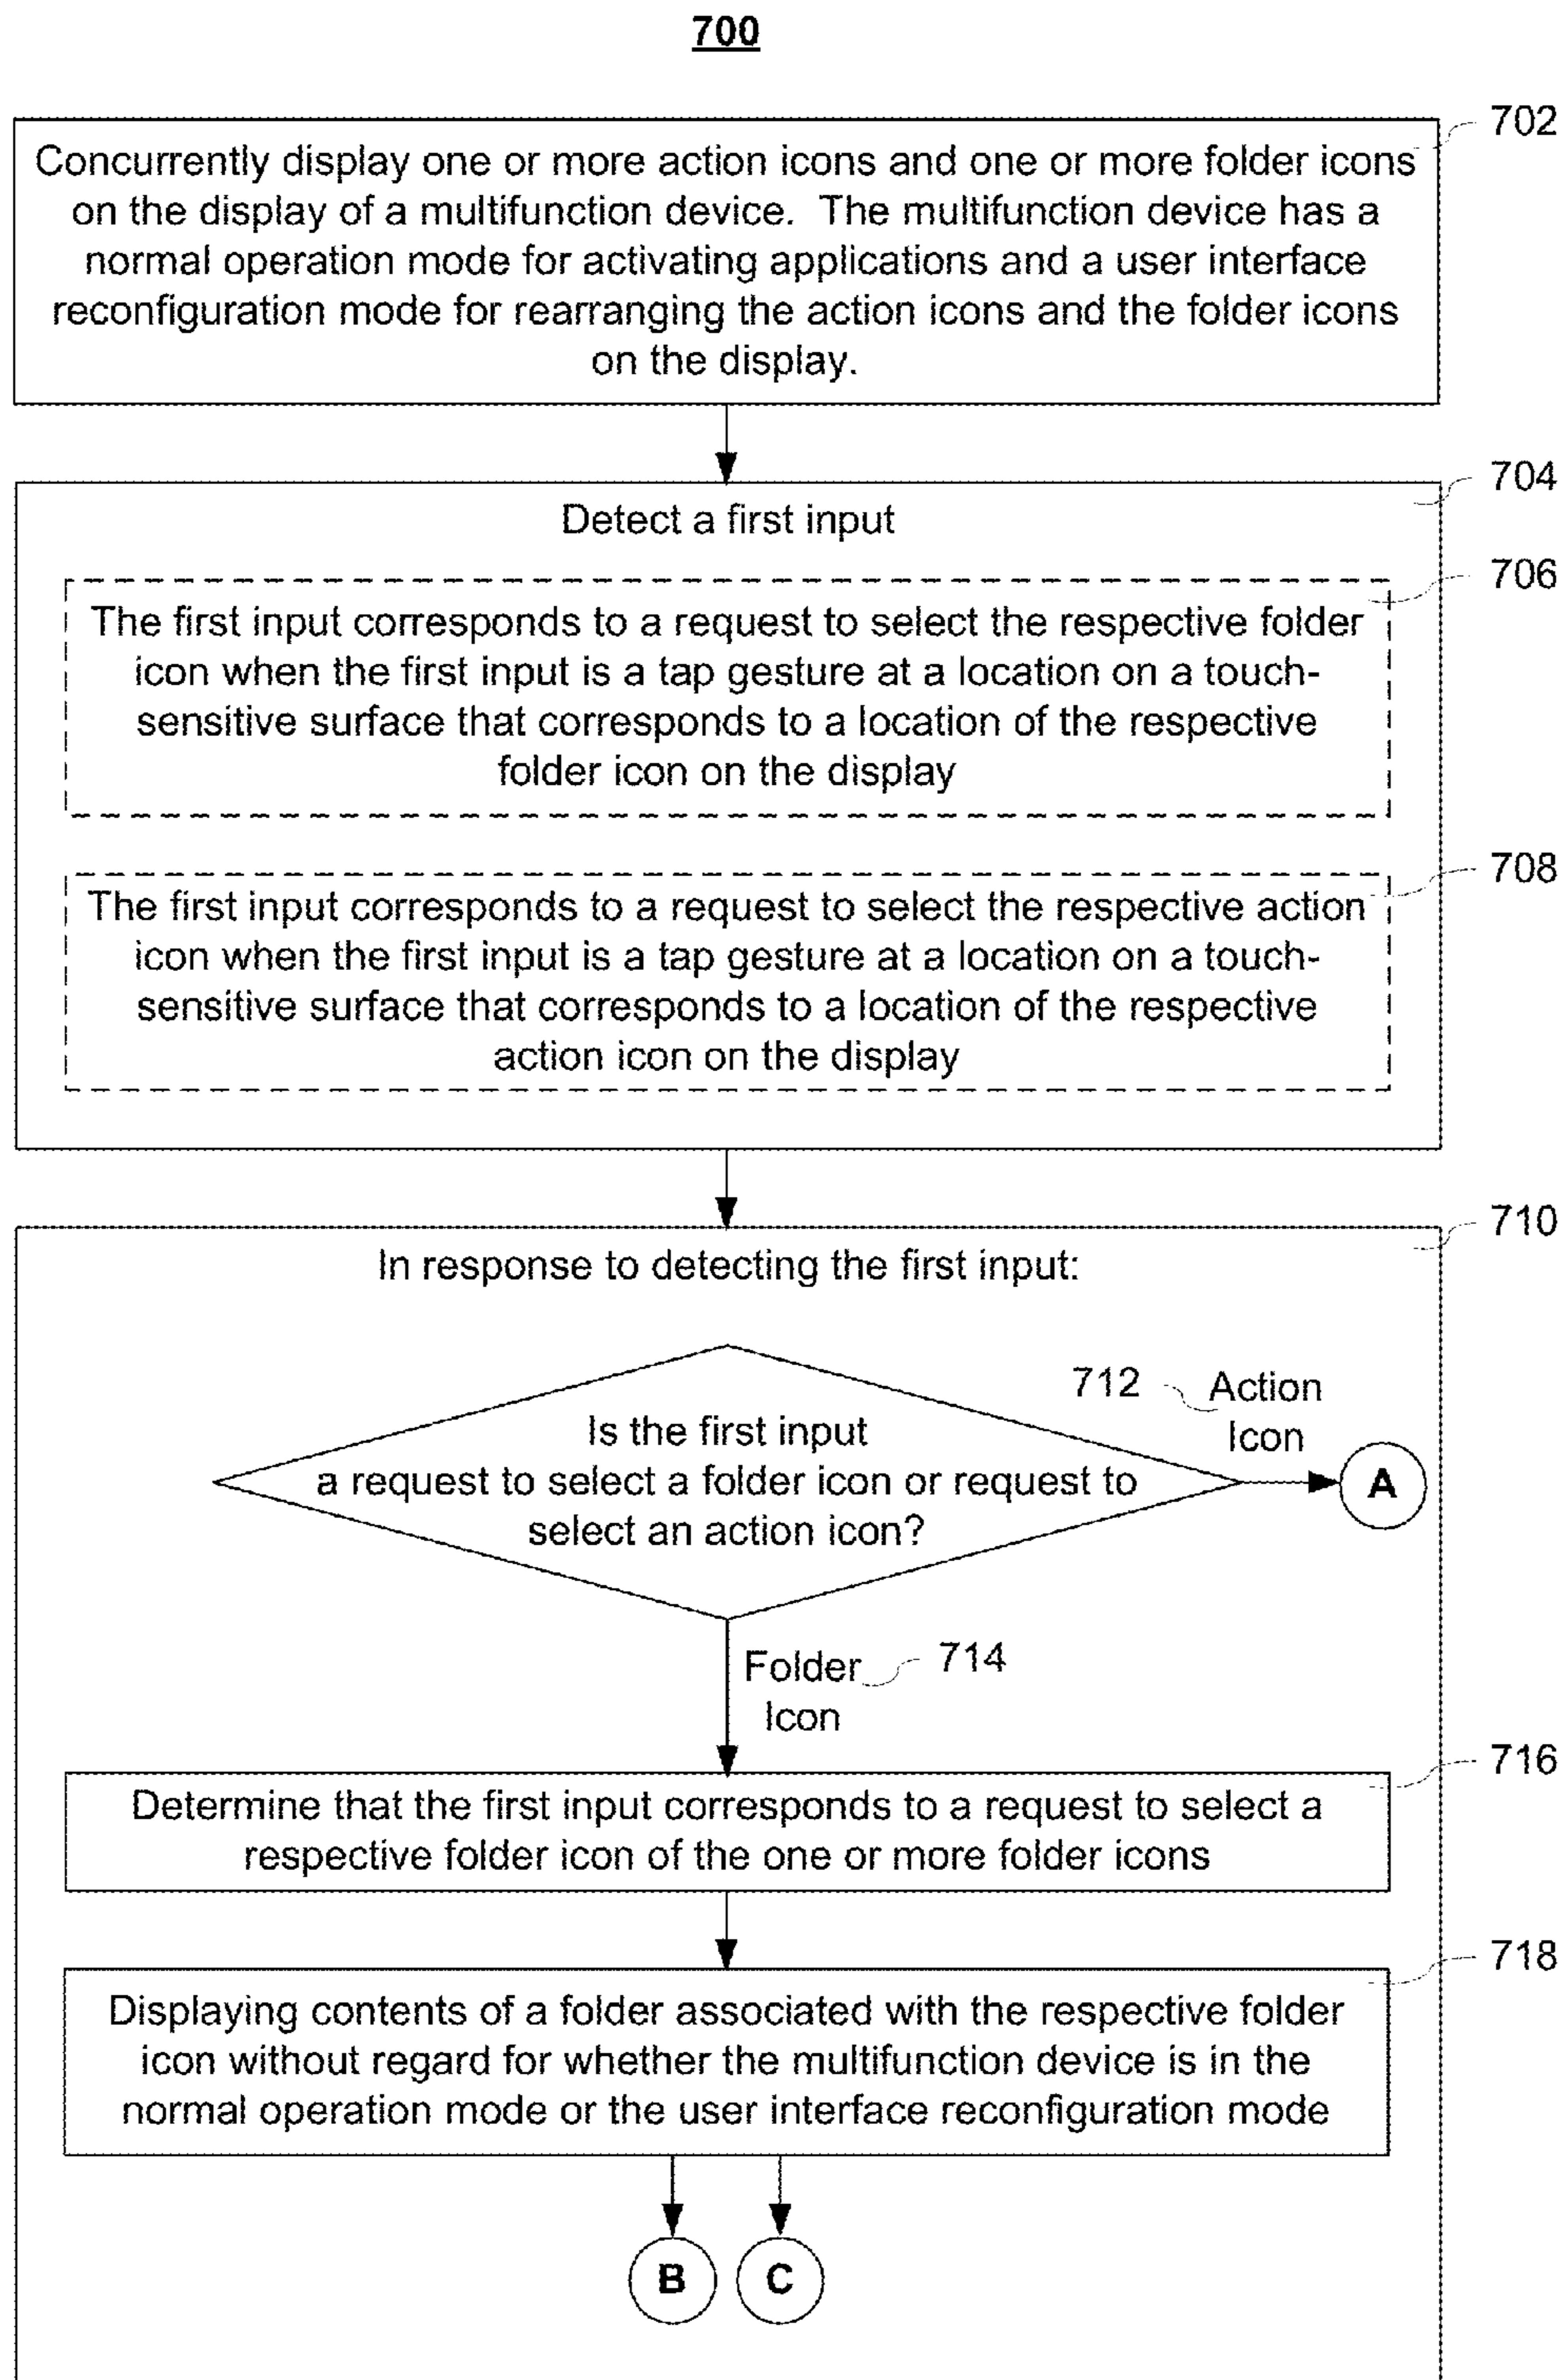 700
702
Concurrently display one or more action icons and one or more folder icons
on the display of a multifunction device. The multifunction device has a
normal operation mode for activating applications and a user interface
reconfiguration mode for rearranging the action icons and the folder icons
on the display.
704
Detect a first input
706
The first input corresponds to a request to select the respective folder
icon when the first input is a tap gesture at a location on a touch-
sensitive surface that corresponds to a location of the respective
folder icon on the display
708
The first input corresponds to a request to select the respective action
icon when the first input is a tap gesture at a location on a touch-
sensitive surface that corresponds to a location of the respective
action icon on the display
710
In response to detecting the first input:
712 Action
Icon
Is the first input
a request to select a folder icon or request to
select an action icon?
A
Folder 714
Icon
716
Determine that the first input corresponds to a request to select a
respective folder icon of the one or more folder icons
718
Displaying contents of a folder associated with the respective folder
icon without regard for whether the multifunction device is in the
normal operation mode or the user interface reconfiguration mode
B C